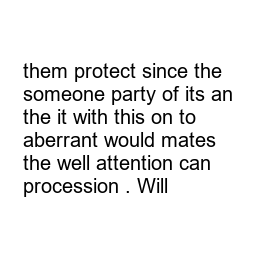 them protect since the
someone party of its an
the it with this on to
aberrant would mates
the well attention can
procession . Will